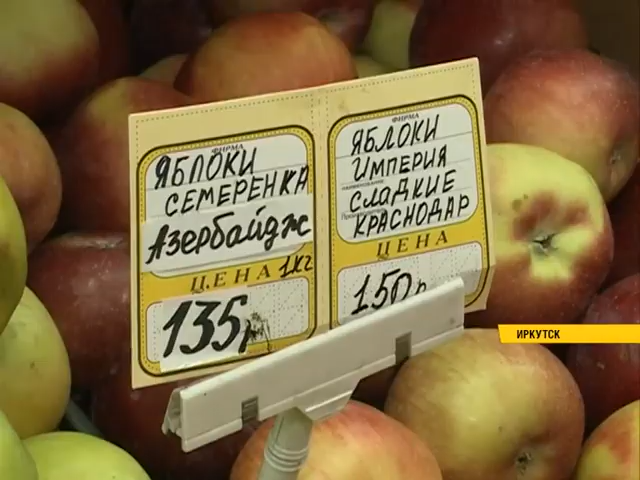 ФИРМА
ЯБЛОКИ
СЕМЕРЕНКА
Азербайдж
ЦЕНА 1кг
135р
ФИРМА
ЯБЛОКИ
ИМПЕРИЯ
СЛАДКИЕ
КРАСНОДАР
ЦЕНА
150р
ИРКУТСК